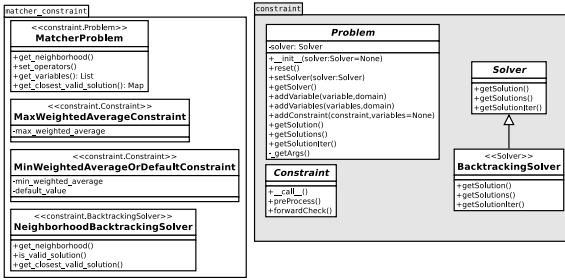 matcher_constraint
<<constraint.Problem>>
MatcherProblem
+get_neighborhood()
+set_operators()
+get_variables(): List
+get_closest_valid_solution(): Map
<<constraint.Constraint>>
MaxWeightedAverageConstraint
-max_weighted_average
<<constraint.Constraint>>
MinWeightedAverageOrDefaultConstraint
-min_weighted_average
-default_value
<<constraint.BacktrackingSolver>>
NeighborhoodBacktrackingSolver
+get_neighborhood()
+is_valid_solution()
+get_closest_valid_solution()
constraint
Problem
-solver: Solver
+__init__(solver:Solver=None)
+reset()
+setSolver(solver:Solver)
+getSolver()
+addVariable(variable,domain)
+addVariables(variables,domain)
+addConstraint(constraint,variables=None)
+getSolution()
+getSolutions()
+getSolutionIter()
-_getArgs()
Constraint
+__call__()
+preProcess()
+forwardCheck()
Solver
+getSolution()
+getSolutions()
+getSolutionIter()
<<Solver>>
BacktrackingSolver
+getSolution()
+getSolutions()
+getSolutionIter()